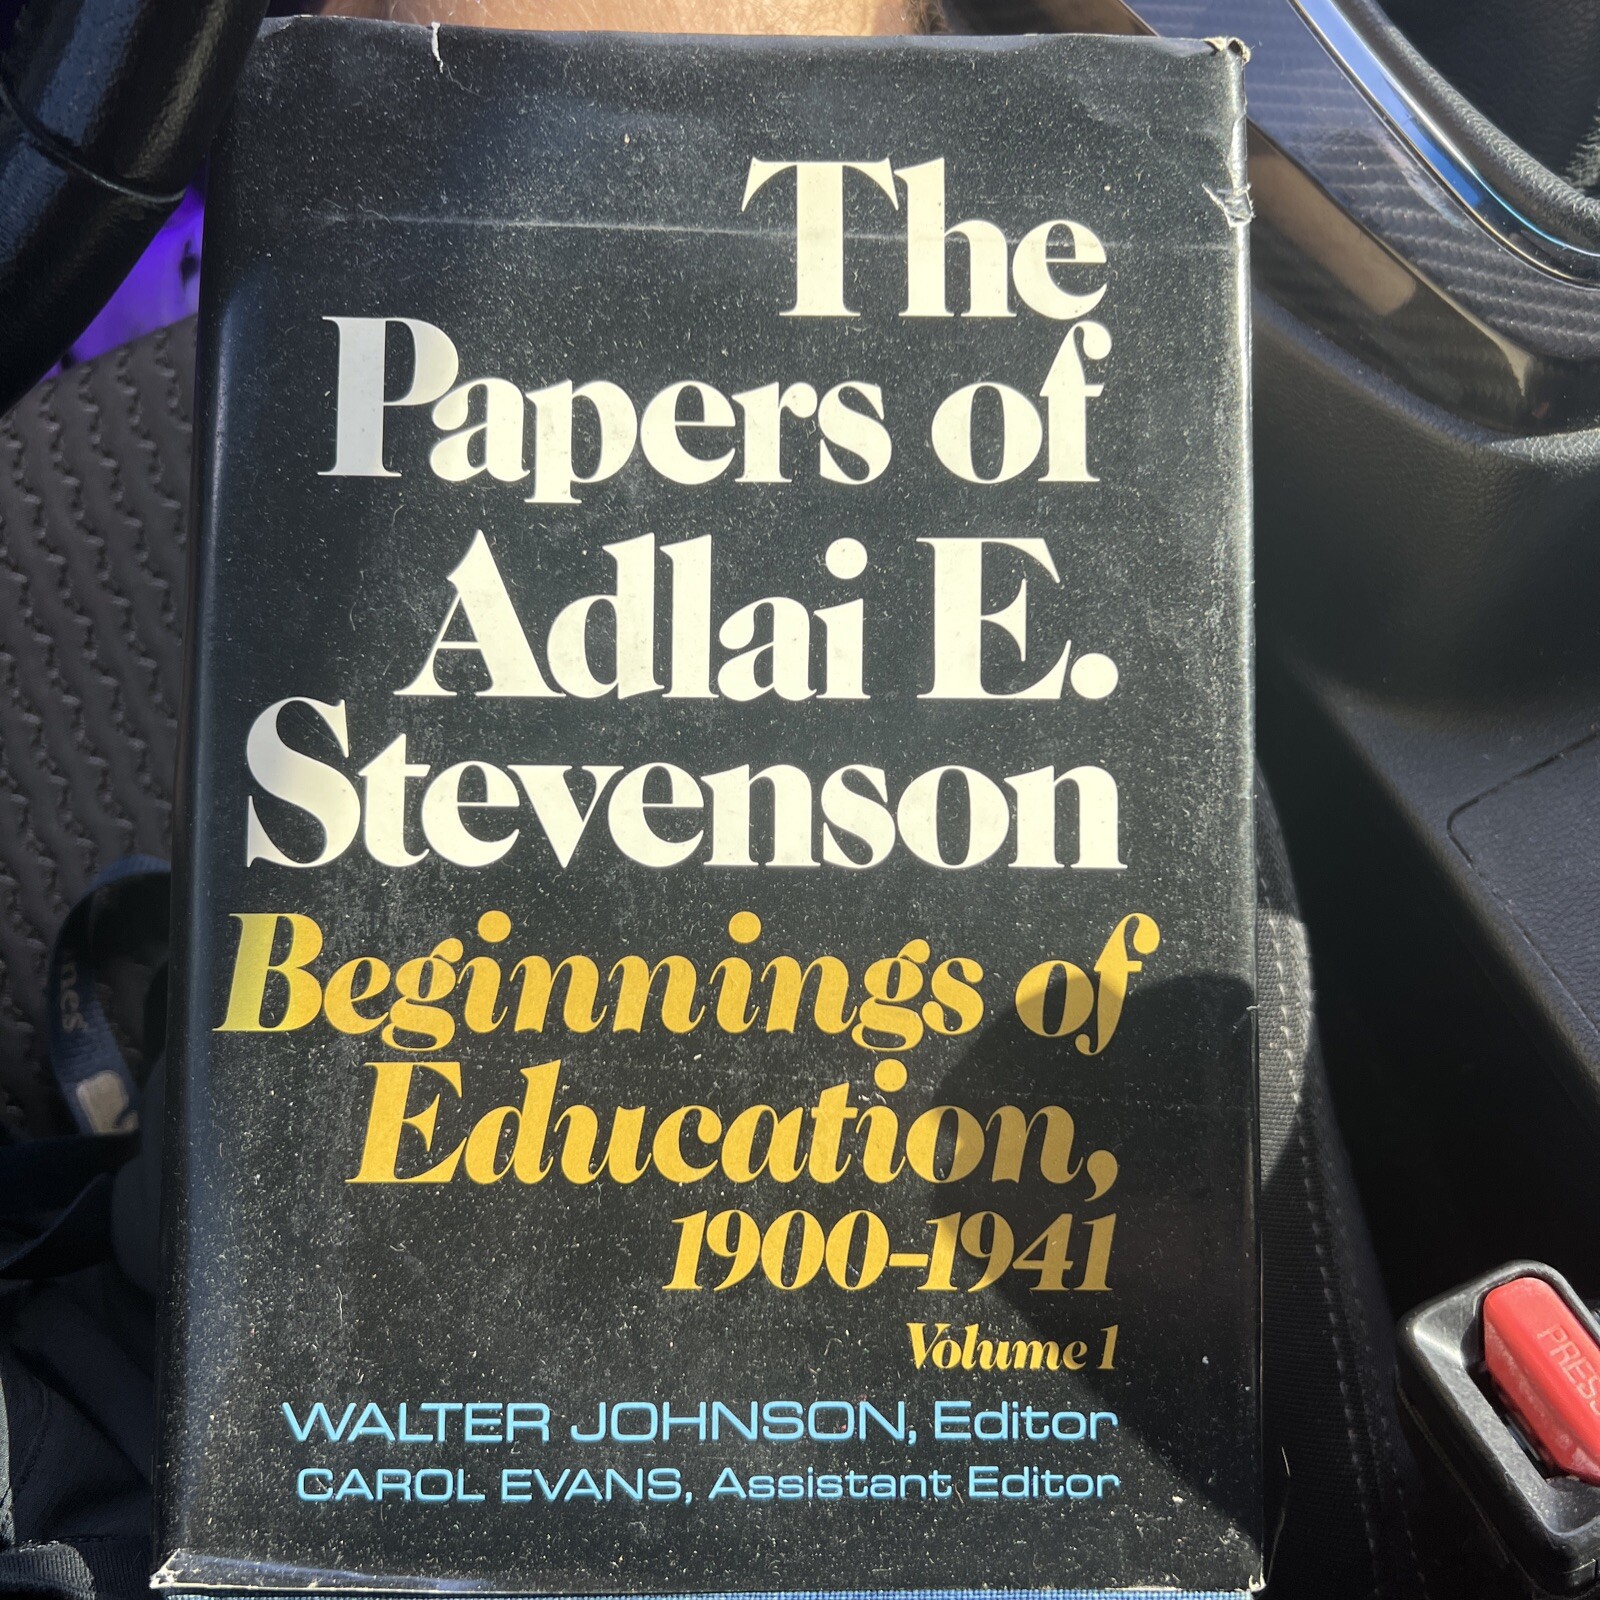 The
Papers of
Adlai E.
Stevenson
Beginnings of
Education,
1900-1941
Volume 1
WALTER JOHNSON, Editor
CAROL EVANS, Assistant Editor
PRESS